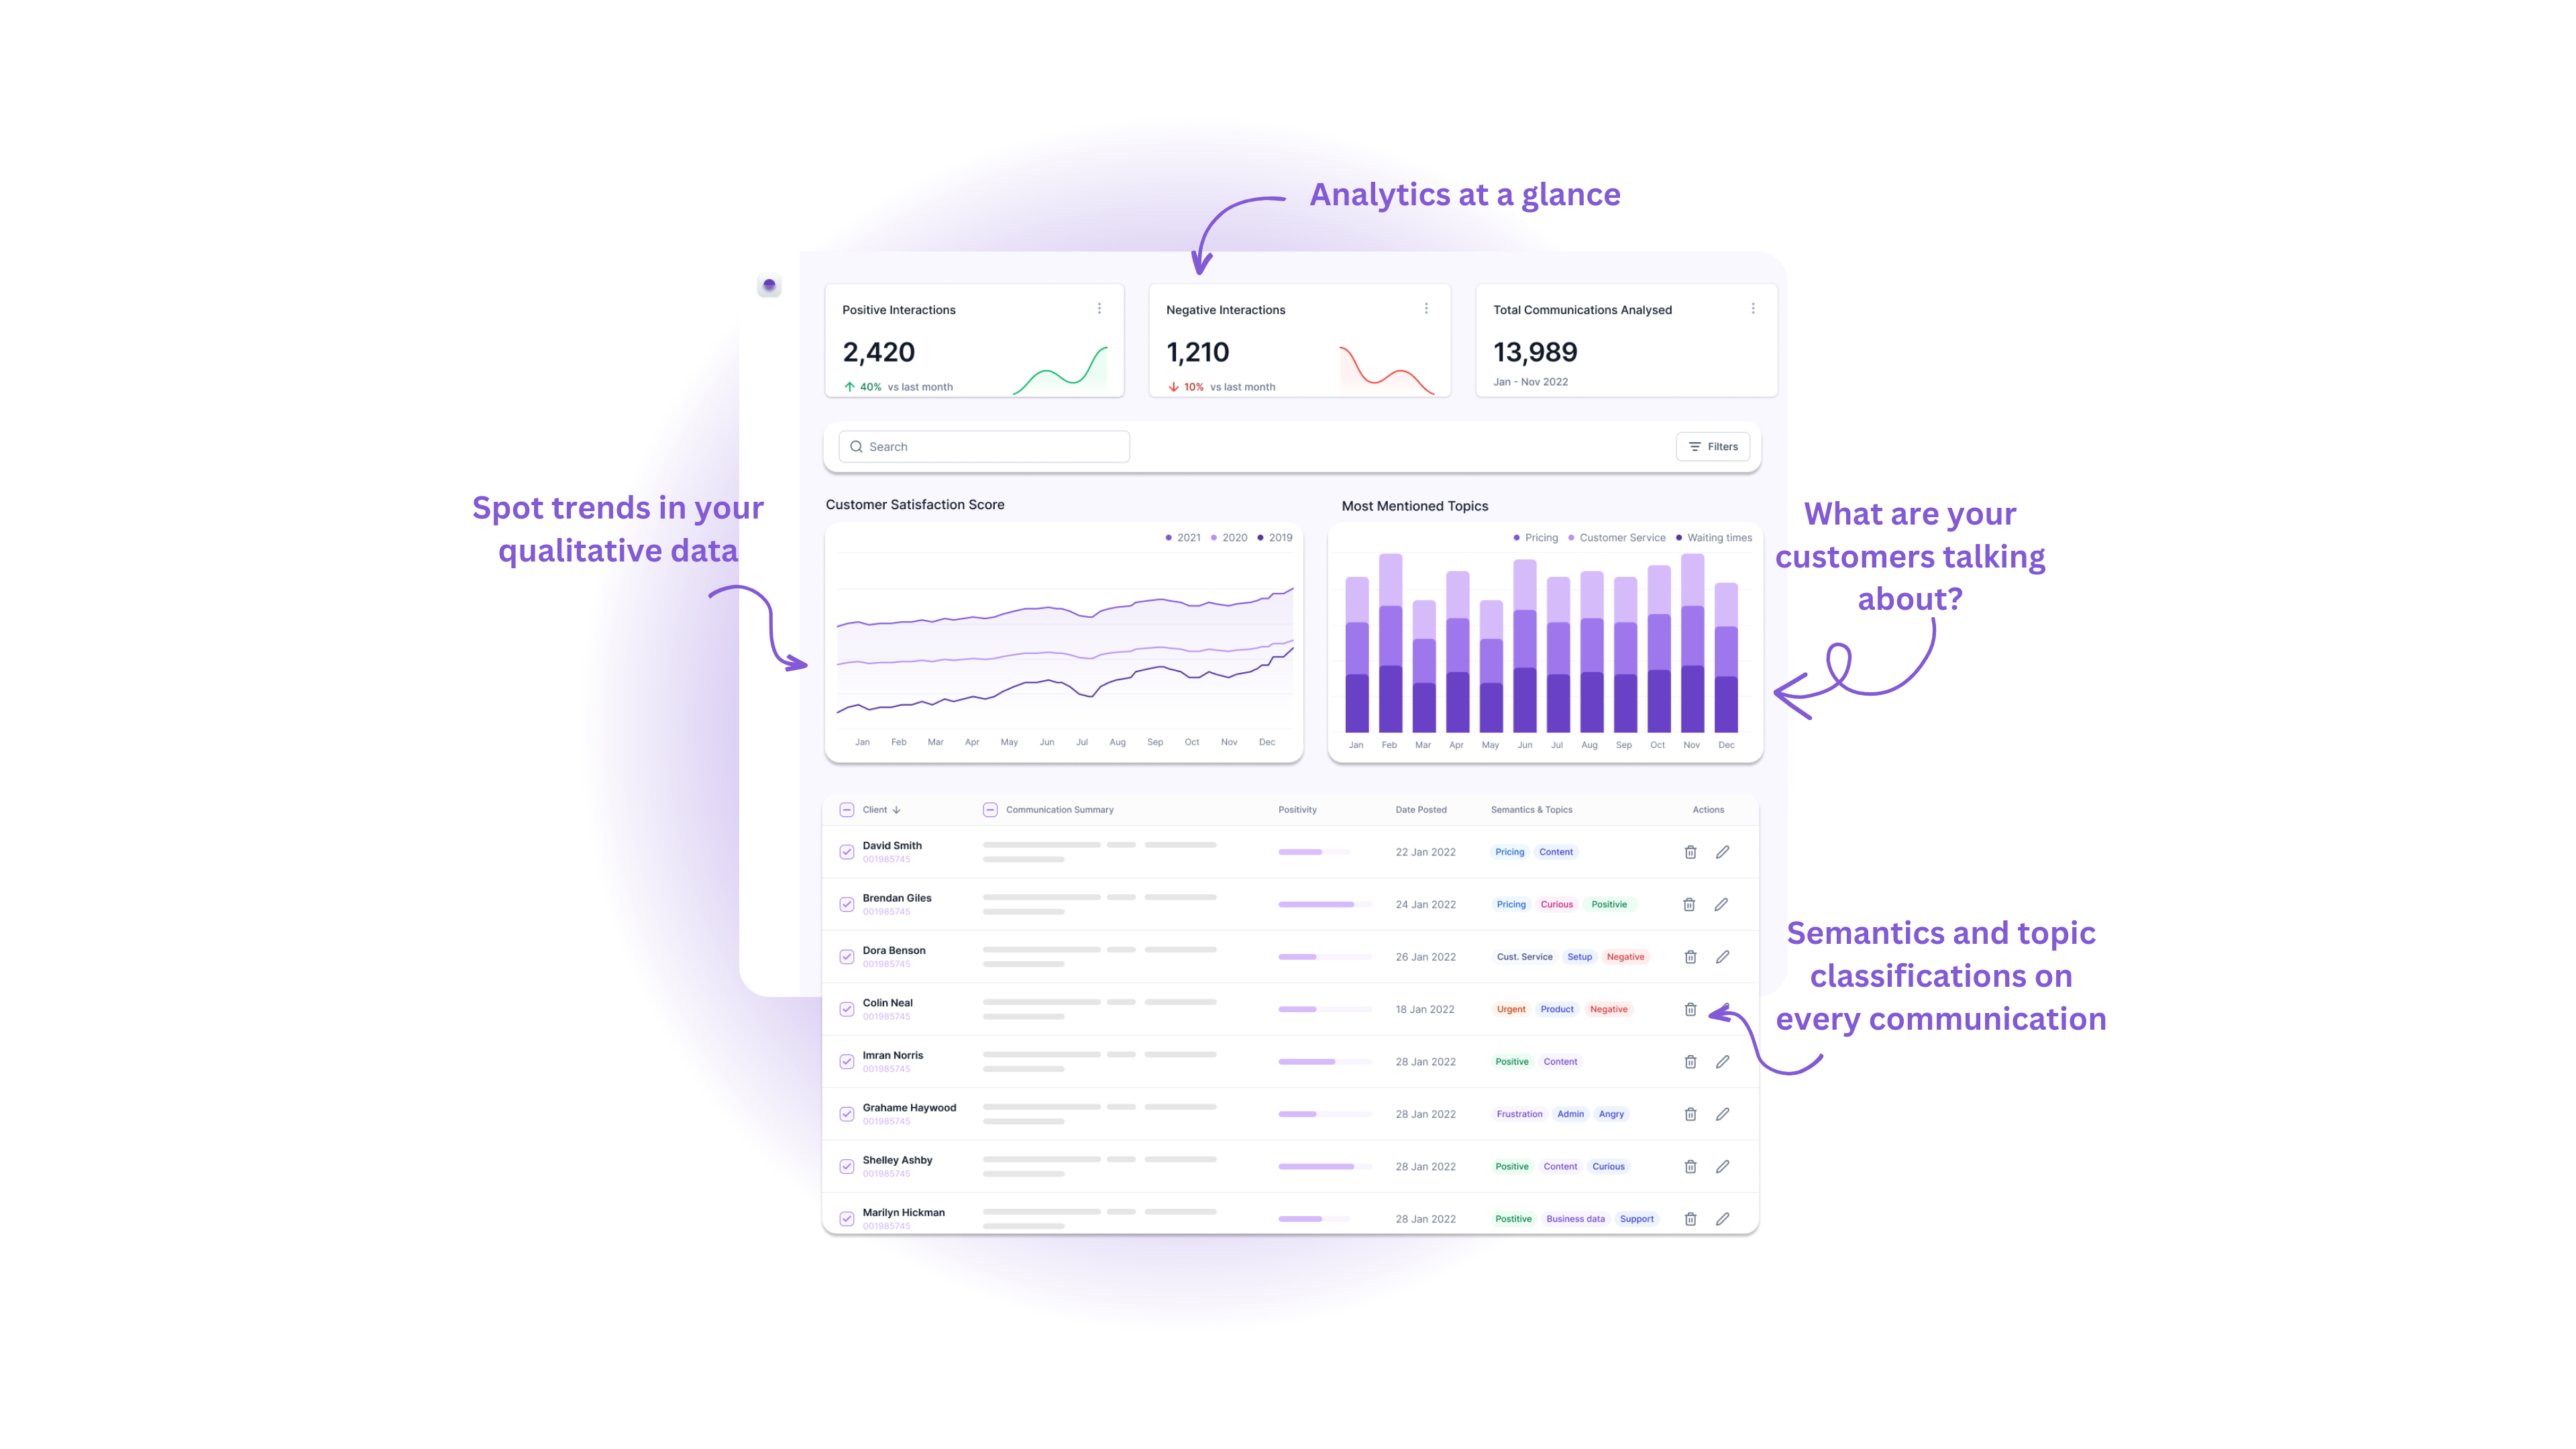 Analytics at a glance
Positive Interactions
2,420
40% vs last month
Negative Interactions
1,210
10% vs last month
Total Communications Analysed
13,989
Jan - Nov 2022
Search
Filters
Spot trends in your
qualitative data
Customer Satisfaction Score
2021 2020 2019
Jan Feb Mar Apr May Jun Jul Aug Sep Oct Nov Dec
Most Mentioned Topics
Pricing Customer Service Waiting times
Jan Feb Mar Apr May Jun Jul Aug Sep Oct Nov Dec
What are your
customers talking
about?
Client Communication Summary Positivity Date Posted Semantics & Topics Actions
David Smith
001985745
22 Jan 2022 Pricing Content
Brendan Giles
001985745
24 Jan 2022 Pricing Curious Positivie
Dora Benson
001985745
26 Jan 2022 Cust. Service Setup Negative
Colin Neal
001985745
18 Jan 2022 Urgent Product Negative
Imran Norris
001985745
28 Jan 2022 Positive Content
Grahame Haywood
001985745
28 Jan 2022 Frustration Admin Angry
Shelley Ashby
001985745
28 Jan 2022 Positive Content Curious
Marilyn Hickman
001985745
28 Jan 2022 Postitive Business data Support
Semantics and topic
classifications on
every communication